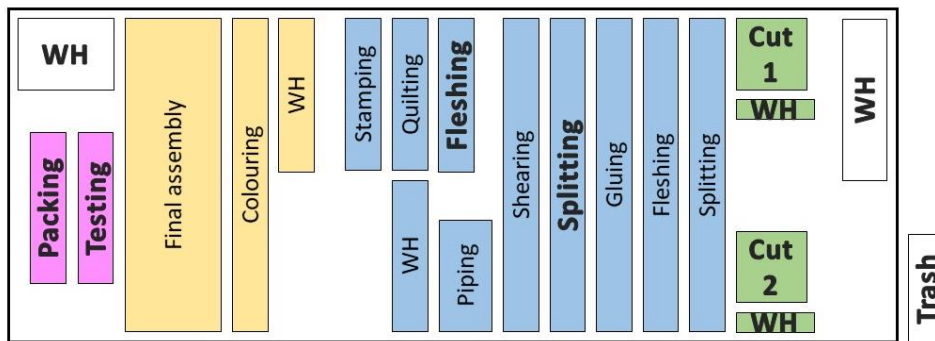 WH
Packing
Testing
Final assembly
Colouring
WH
Stamping
Quilting
Fleshing
WH
Piping
Shearing
Splitting
Gluing
Fleshing
Splitting
Cut
1
WH
Cut
2
WH
WH
Trash